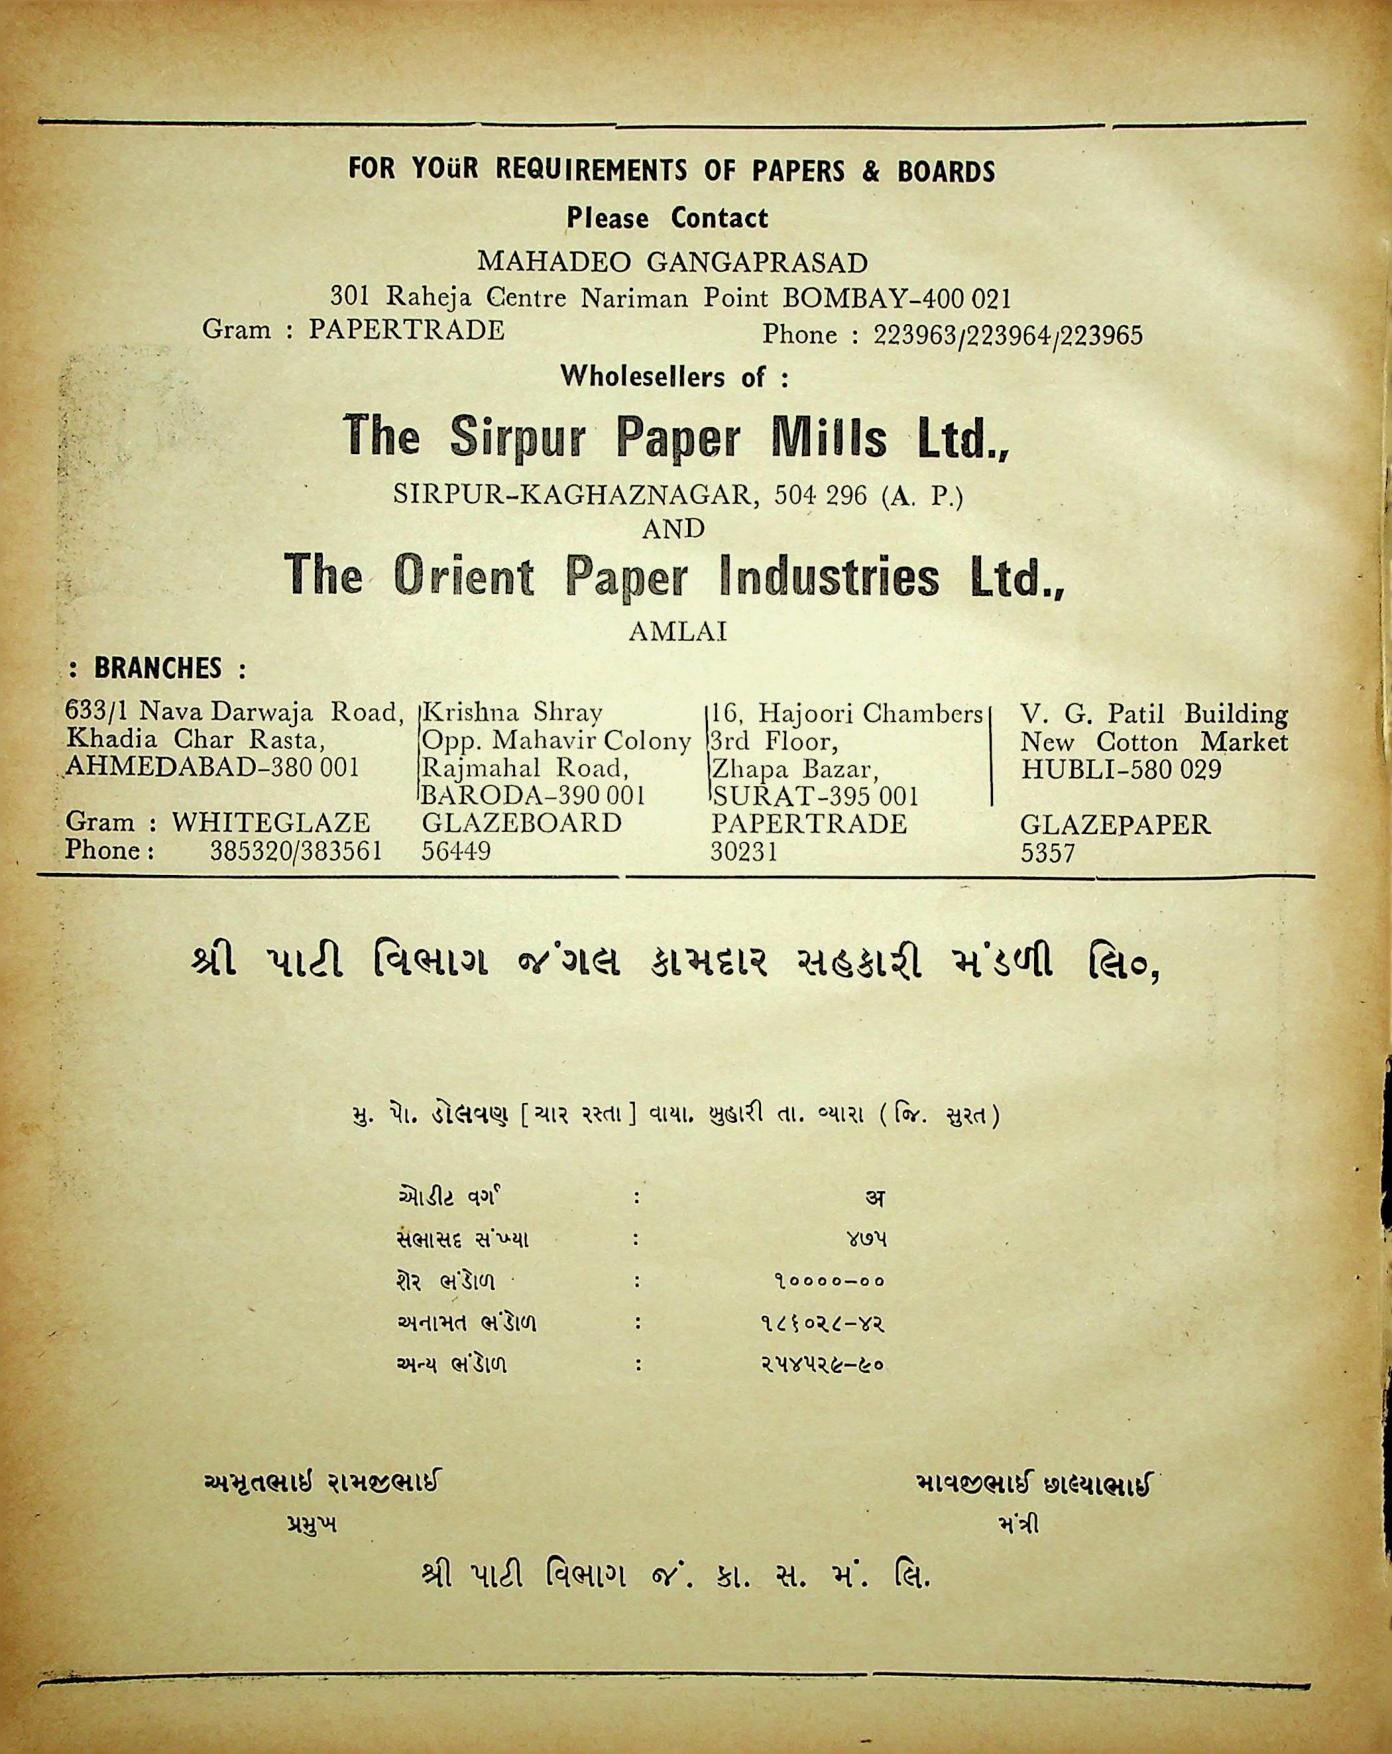 FOR YOüR REQUIREMENTS OF PAPERS & BOARDS
Please Contact
MAHADEO GANGAPRASAD
301 Raheja Centre Nariman Point BOMBAY-400 021
Gram : PAPERTRADE Phone : 223963/223964/223965
Wholesellers of :
The Sirpur Paper Mills Ltd.,
SIRPUR-KAGHAZNAGAR, 504 296 (A. P.)
AND
The Orient Paper Industries Ltd.,
AMLAI
: BRANCHES :
633/1 Nava Darwaja Road,
Khadia Char Rasta,
AHMEDABAD-380 001
Gram : WHITEGLAZE
Phone : 385320/383561
Krishna Shray
Opp. Mahavir Colony
Rajmahal Road,
BARODA-390 001
GLAZEBOARD
56449
16, Hajoori Chambers
3rd Floor,
Zhapa Bazar,
SURAT-395 001
PAPERTRADE
30231
V. G. Patil Building
New Cotton Market
HUBLI-580 029
GLAZEPAPER
5357
શ્રી પાટી વિભાગ જંગલ કામદાર સહકારી મંડળી લિ૦,
મુ. પો. ડોલવણ [ચાર રસ્તા] વાયા. બુહારી તા. વ્યારા (જિ. સુરત)
ઓડીટ વર્ગ : अ
સભાસદ સંખ્યા : ૪૭૫
શેર ભંડોળ : ૧૦૦૦૦-૦૦
અનામત ભંડોળ : ૧૮૬૦૨૮-૪૨
અન્ય ભંડોળ : ૨૫૪૫૨૯-૯૦
અમૃતભાઈ રામજીભાઈ
પ્રમુખ
માવજીભાઈ છાલ્યાભાઈ
મંત્રી
શ્રી પાટી વિભાગ જં. કા. સ. મં. લિ.